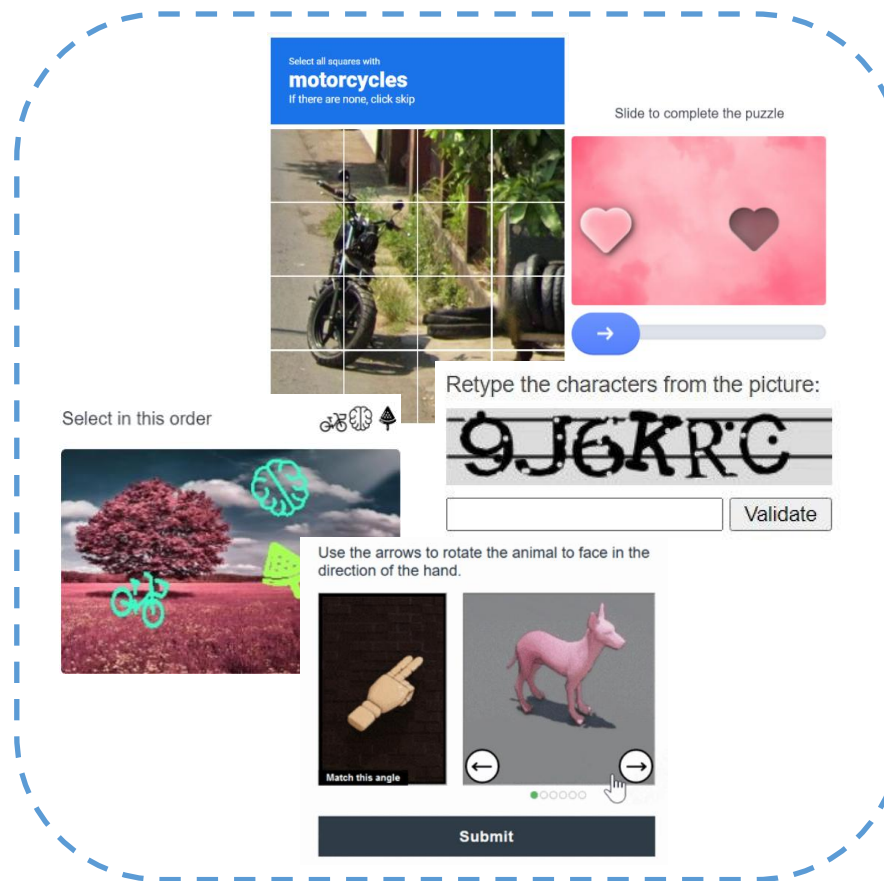 Select all squares with
motorcycles
If there are none, click skip
Slide to complete the puzzle
Retype the characters from the picture:
9J6KRC
Validate
Select in this order
Use the arrows to rotate the animal to face in the
direction of the hand.
Match this angle
Submit